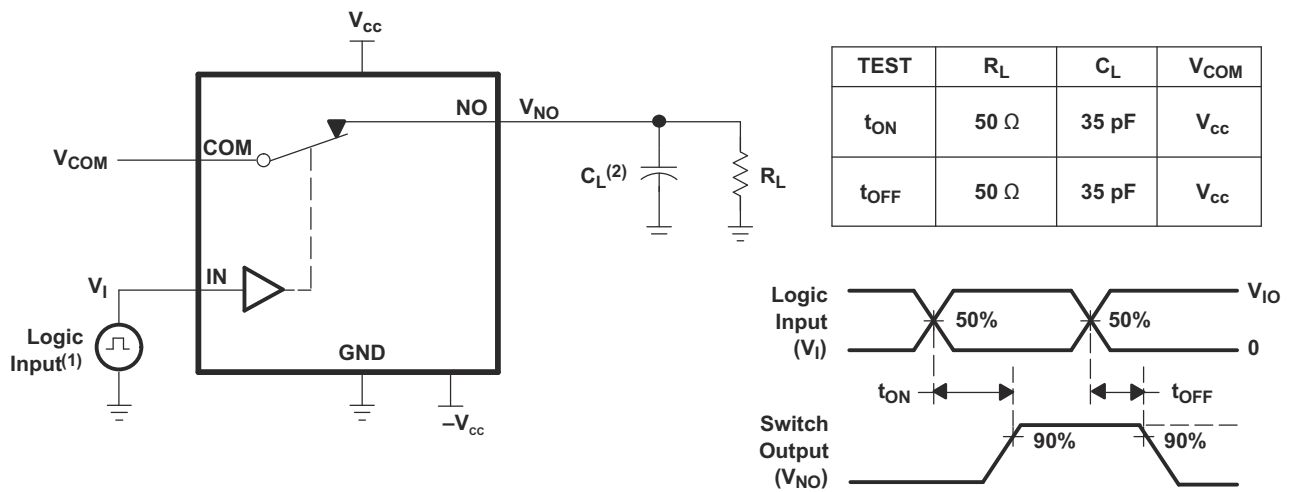 Vcc
NO
VNO
COM
VCOM
CL(2)
RL
VI
IN
Logic
Input(1)
GND
–Vcc
TEST RL CL VCOM
tON 50 Ω 35 pF Vcc
tOFF 50 Ω 35 pF Vcc
Logic
Input
(VI)
50%
50%
VIO
0
tON
tOFF
Switch
Output
(VNO)
90%
90%